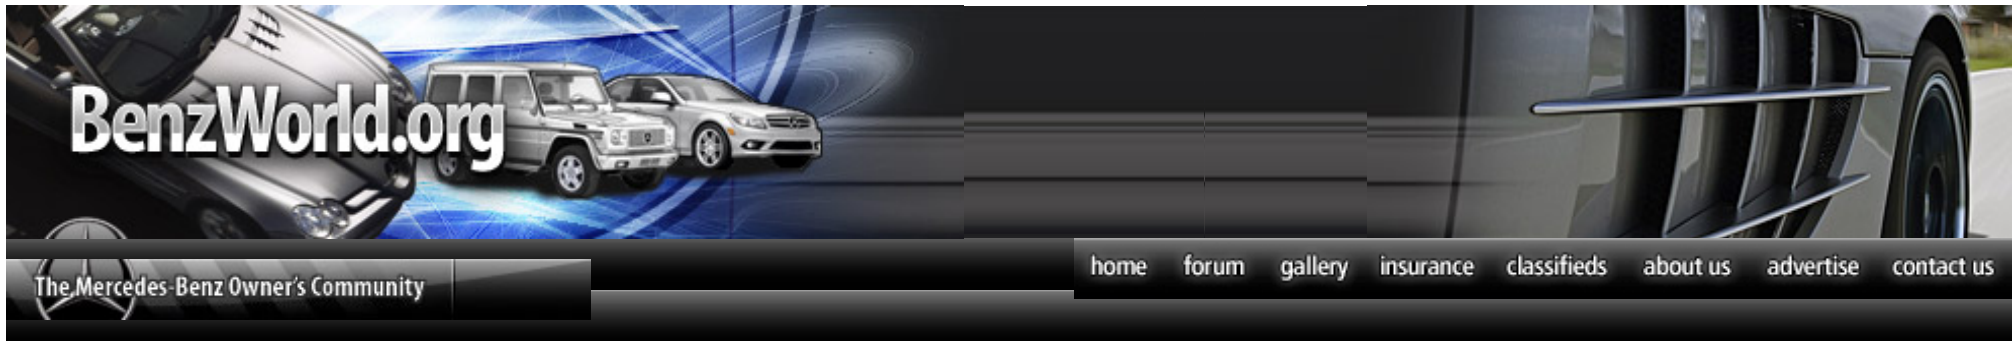 BenzWorld.org
home forum gallery insurance classifieds about us advertise contact us
The Mercedes-Benz Owner's Community